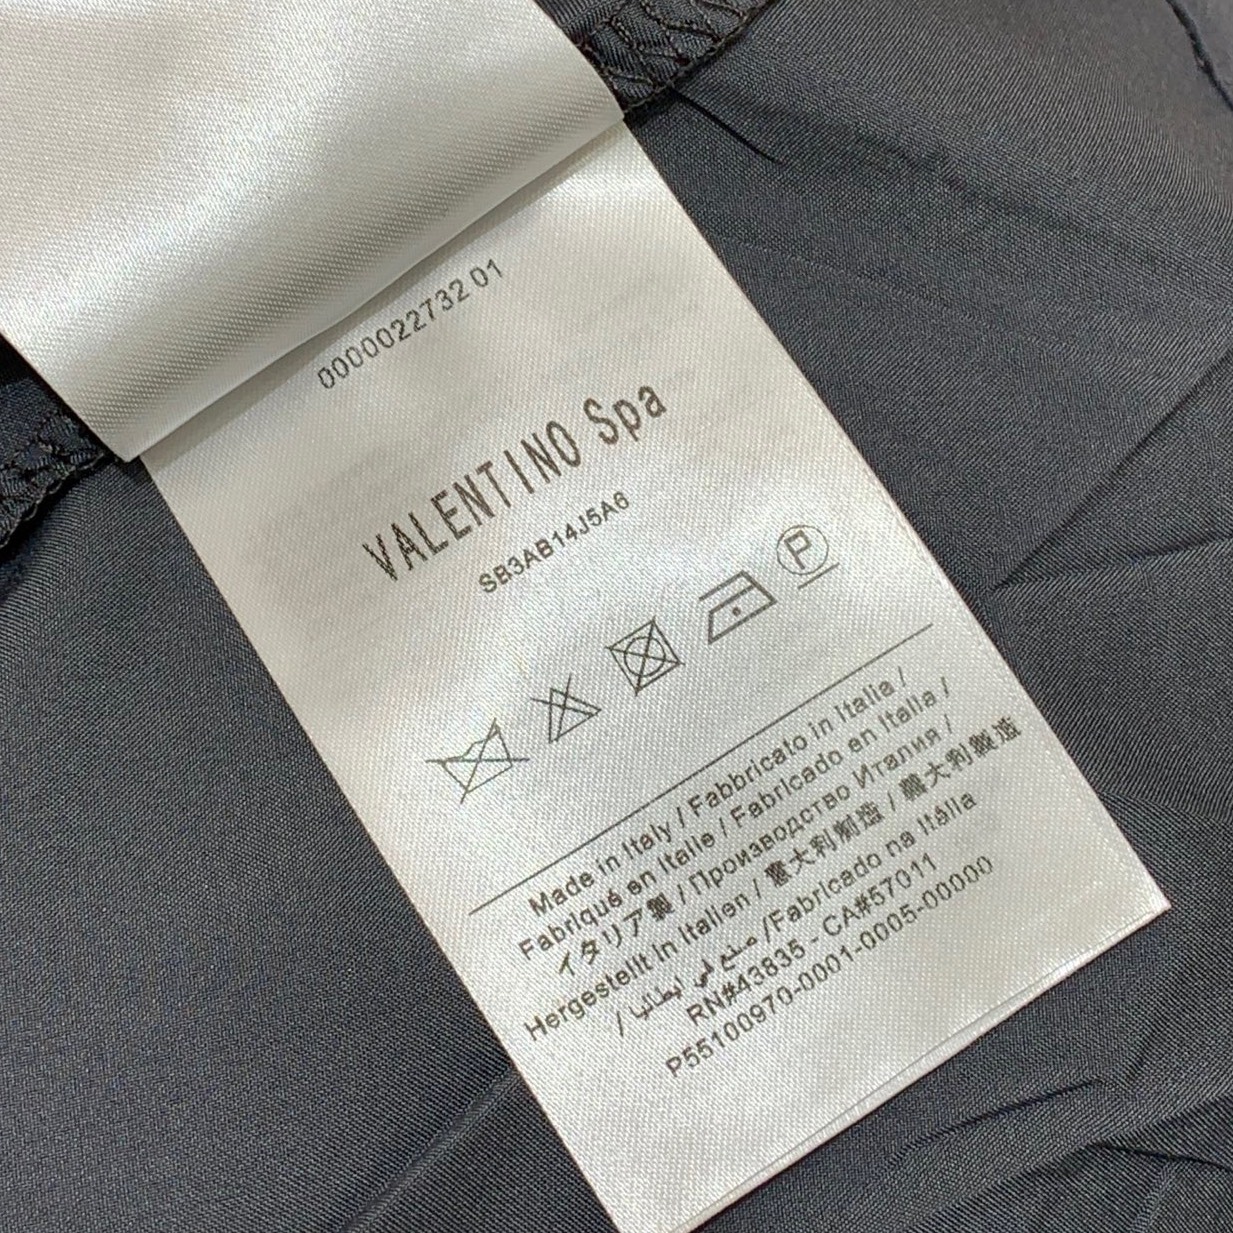 0000022732 01
VALENTINO Spa
SB3AB14J5A6
P
Made in Italy / Fabbricato in Italia /
Fabriqué en Italie / Fabricado en Italia /
イタリア製 / Производство Италия /
Hergestellt in Italien / 意大利制造 / 義大利製造
/ صنع في ايطاليا /Fabricado na Itália
RN#43835 - CA#57011
P55100970-0001-0005-00000